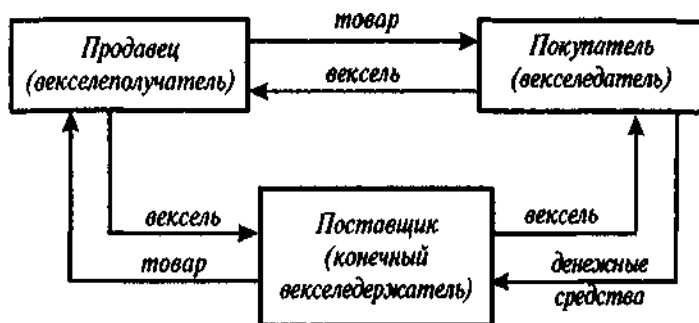 товар
Продавец
(векселеполучатель)
Покупатель
(векселедатель)
вексель
вексель
товар
Поставщик
(конечный
векселедержатель)
вексель
денежные
средства